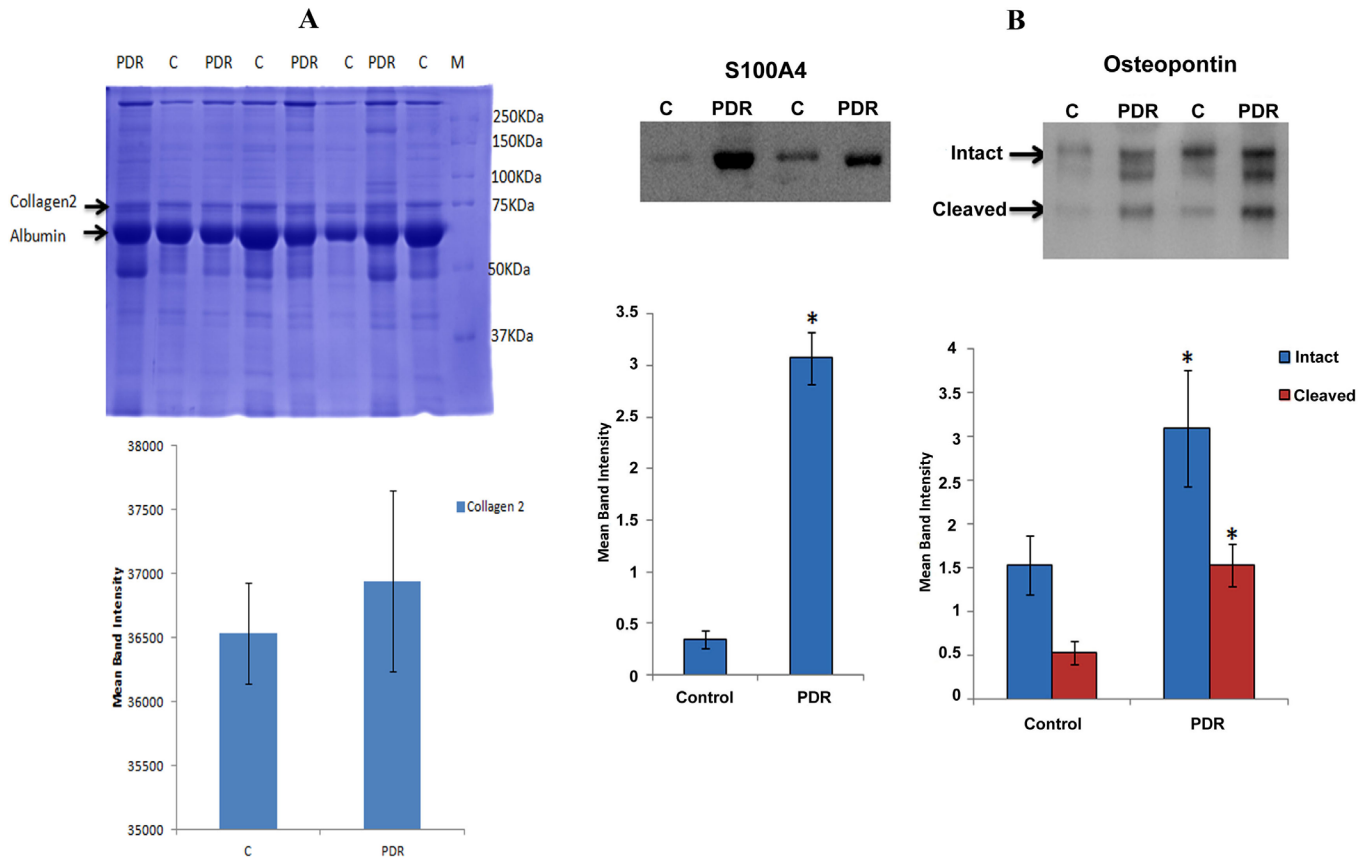 A
PDR C PDR C PDR C PDR C M
250KDa
150KDa
100KDa
Collagen2
75KDa
Albumin
50KDa
37KDa
38000
37500
37000
36500
36000
35500
35000
Mean Band Intensity
Collagen 2
C PDR
B
S100A4
C PDR C PDR
3.5
3
2.5
2
1.5
1
0.5
0
Mean Band Intensity
*
Control PDR
Osteopontin
C PDR C PDR
Intact
Cleaved
4
3.5
3
2.5
2
1.5
1
0.5
0
Mean Band Intensity
*
*
Intact
Cleaved
Control PDR